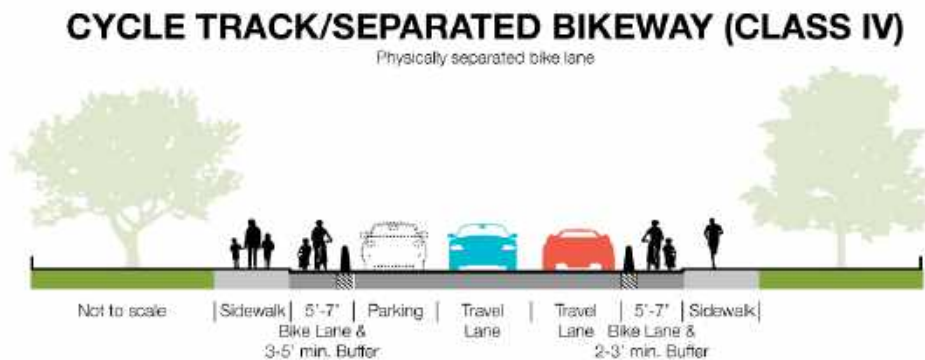 CYCLE TRACK/SEPARATED BIKEWAY (CLASS IV)
Physically separated bike lane
Not to scale
Sidewalk
5'-7'
Bike Lane &
3-5' min. Buffer
Parking
Travel
Lane
Travel
Lane
5'-7'
Bike Lane &
2-3' min. Buffer
Sidewalk